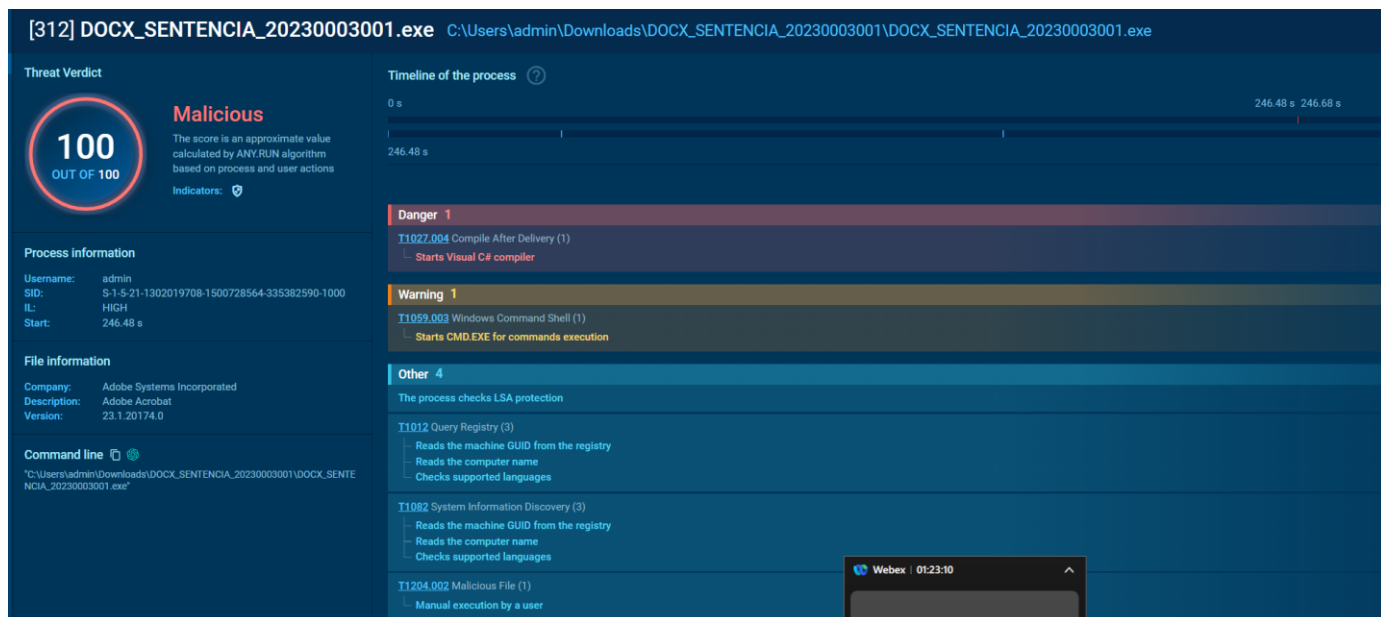 [312] DOCX_SENTENCIA_20230003001.exe C:\Users\admin\Downloads\DOCX_SENTENCIA_20230003001\DOCX_SENTENCIA_20230003001.exe
Threat Verdict
100
OUT OF 100
Malicious
The score is an approximate value
calculated by ANY.RUN algorithm
based on process and user actions
Indicators:
Process information
Username: admin
SID: S-1-5-21-1302019708-1500728564-335382590-1000
IL: HIGH
Start: 246.48 s
File information
Company: Adobe Systems Incorporated
Description: Adobe Acrobat
Version: 23.1.20174.0
Command line
"C:\Users\admin\Downloads\DOCX_SENTENCIA_20230003001\DOCX_SENTE
NCIA_20230003001.exe"
Timeline of the process ?
0 s 246.48 s 246.68 s
246.48 s
Danger 1
T1027.004 Compile After Delivery (1)
Starts Visual C# compiler
Warning 1
T1059.003 Windows Command Shell (1)
Starts CMD.EXE for commands execution
Other 4
The process checks LSA protection
T1012 Query Registry (3)
Reads the machine GUID from the registry
Reads the computer name
Checks supported languages
T1082 System Information Discovery (3)
Reads the machine GUID from the registry
Reads the computer name
Checks supported languages
T1204.002 Malicious File (1)
Manual execution by a user
Webex | 01:23:10